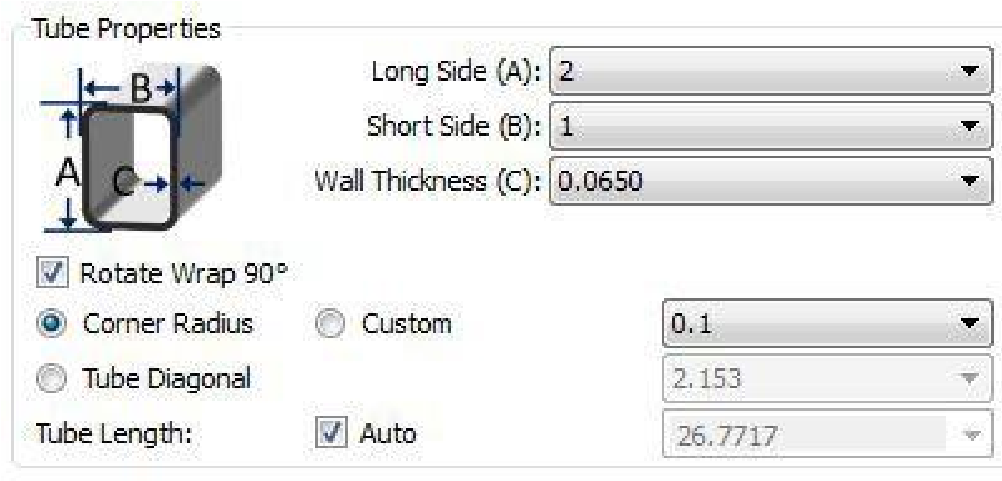 Tube Properties
B
A
C
Long Side (A): 2
Short Side (B): 1
Wall Thickness (C): 0.0650
Rotate Wrap 90°
Corner Radius Custom 0.1
Tube Diagonal 2.153
Tube Length: Auto 26.7717